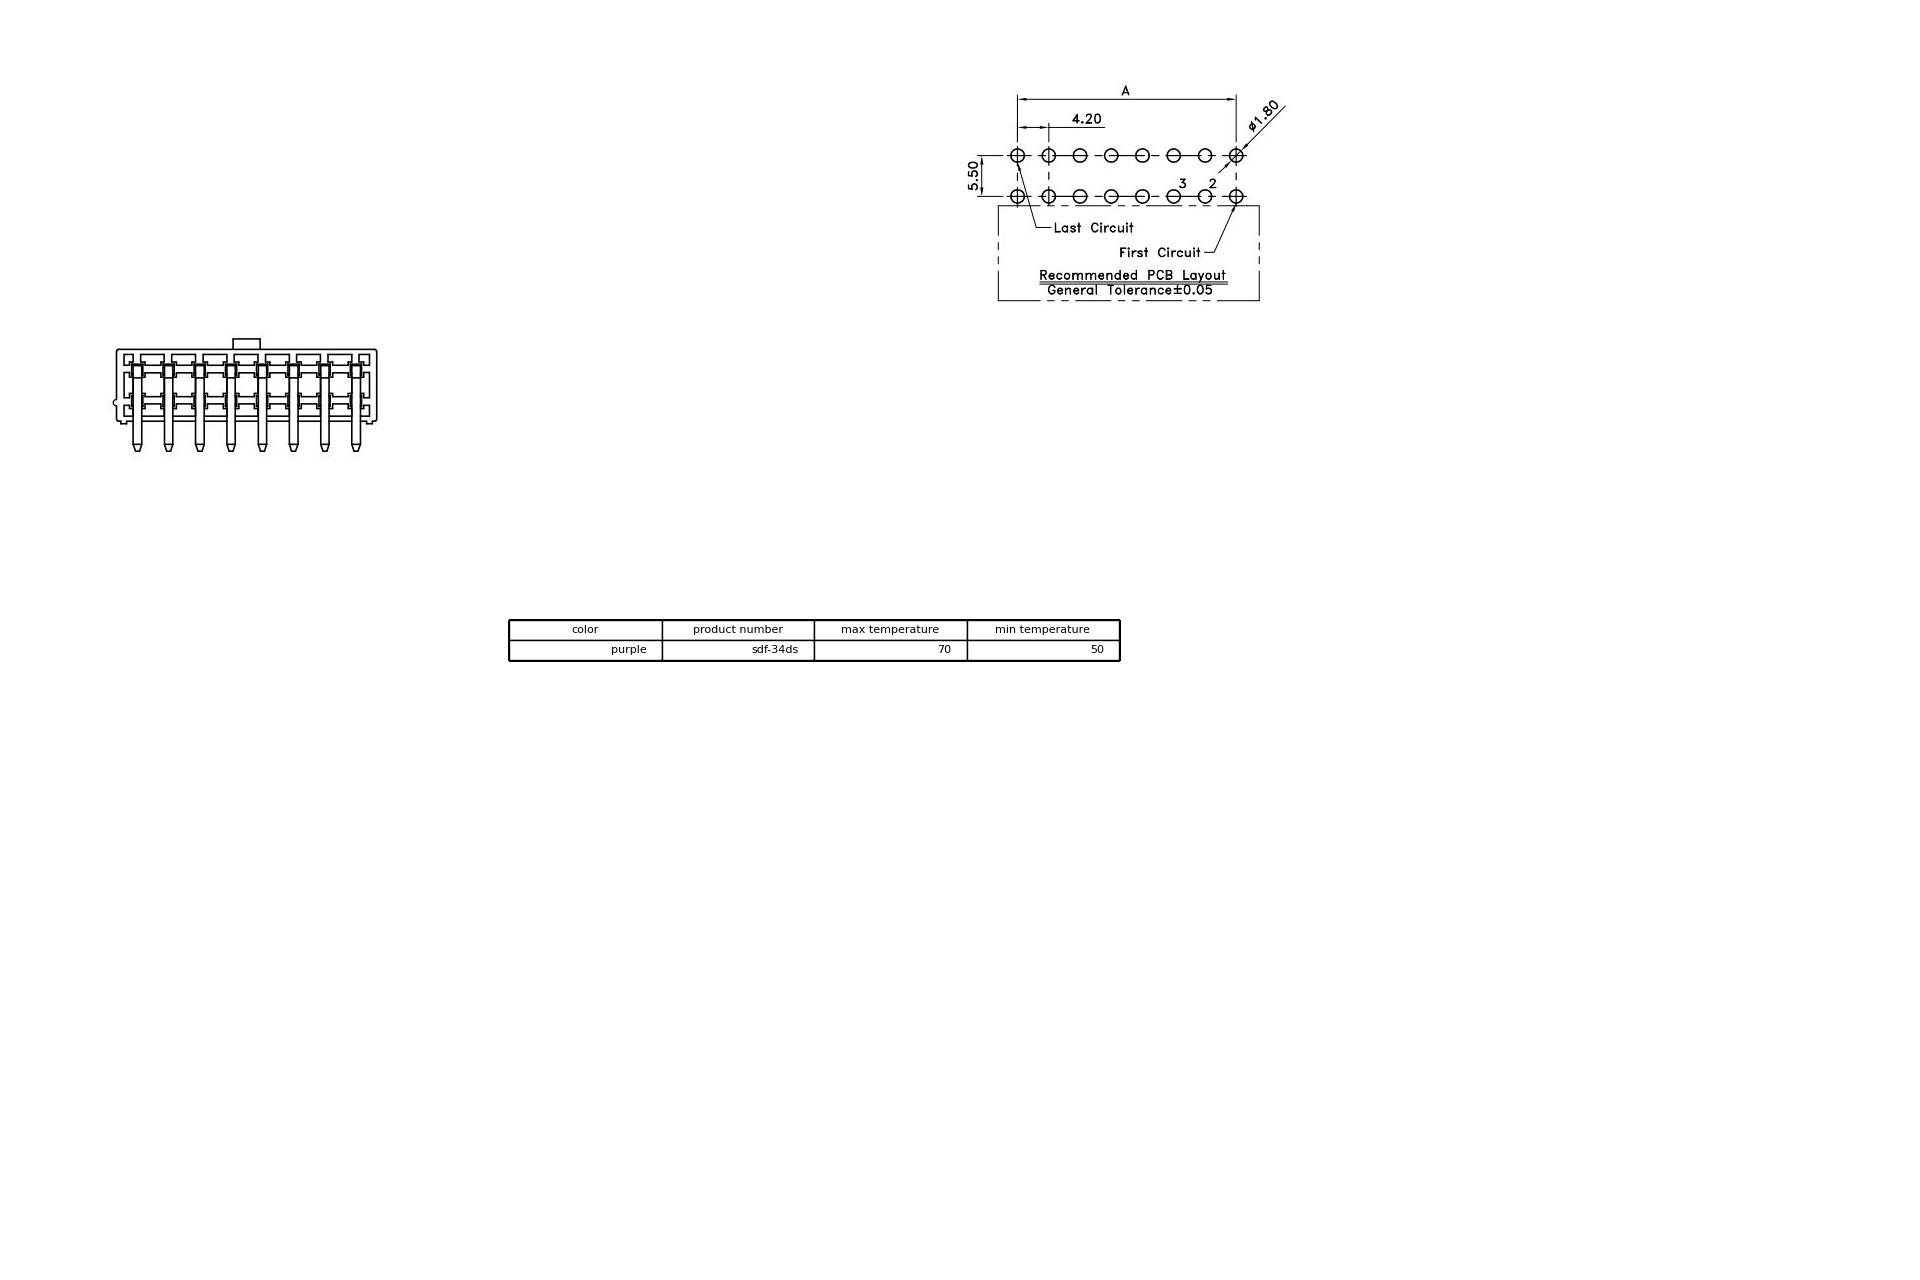 A
4.20
ø1.80
5.50
3 2
Last Circuit
First Circuit
Recommended PCB Layout
General Tolerance±0.05
color product number max temperature min temperature
purple sdf-34ds 70 50